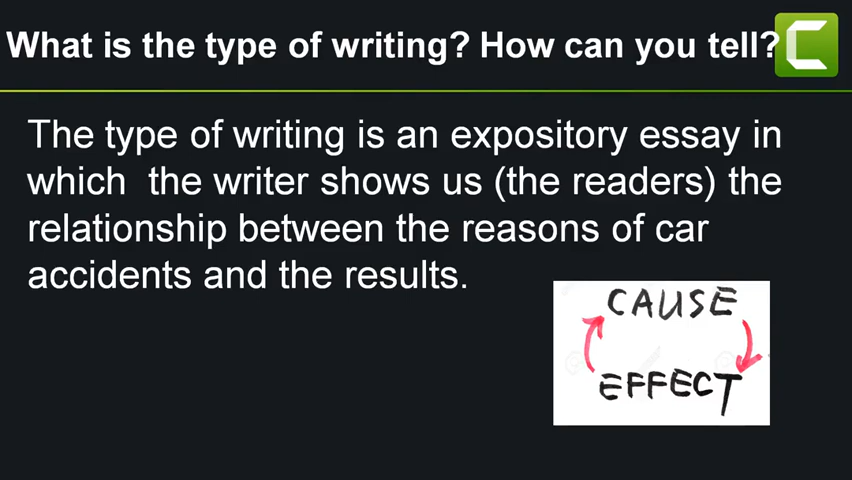 What is the type of writing? How can you tell?
The type of writing is an expository essay in
which the writer shows us (the readers) the
relationship between the reasons of car
accidents and the results.
CAUSE
EFFECT